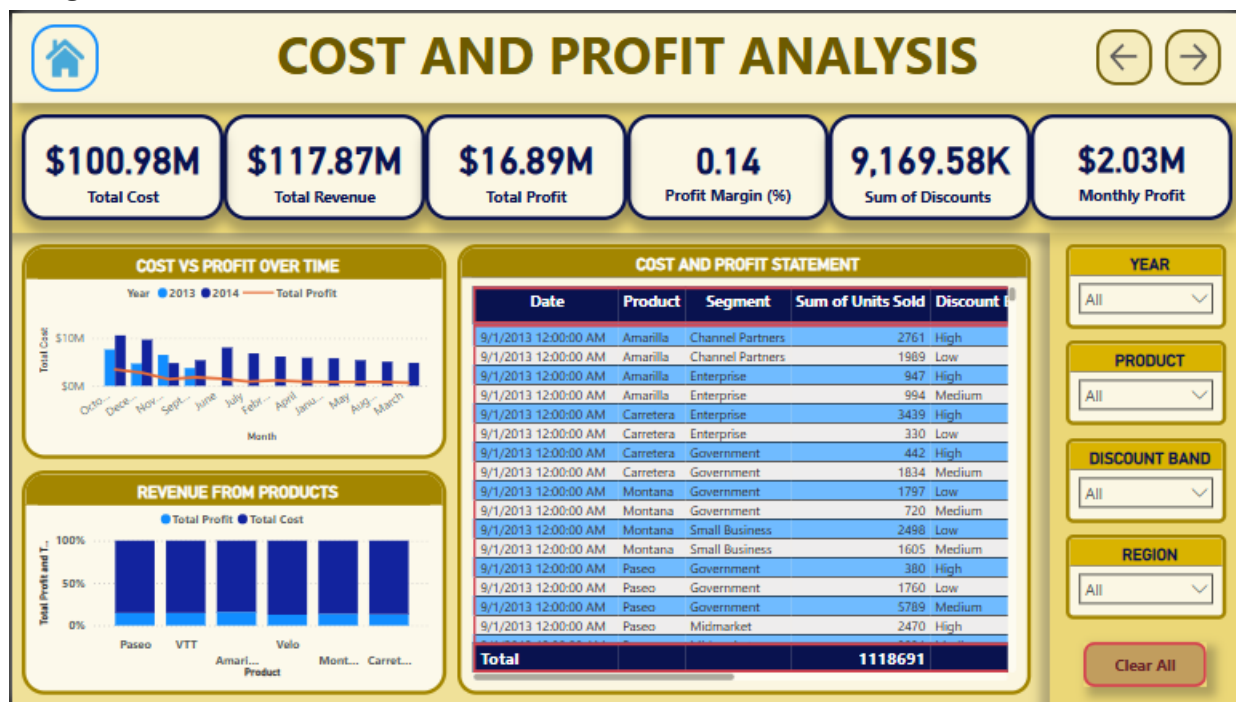 COST AND PROFIT ANALYSIS
$100.98M
Total Cost
$117.87M
Total Revenue
$16.89M
Total Profit
0.14
Profit Margin (%)
9,169.58K
Sum of Discounts
$2.03M
Monthly Profit
COST VS PROFIT OVER TIME
Year 2013 2014 Total Profit
Total Cost
$10M
$0M
Octo... Dece... Nov... Sept... June July Febr... April Janu... May Aug... March
Month
REVENUE FROM PRODUCTS
Total Profit Total Cost
Total Profit and T...
100%
50%
0%
Paseo VTT Amari... Velo Mont... Carret...
Product
COST AND PROFIT STATEMENT
Date Product Segment Sum of Units Sold Discount
9/1/2013 12:00:00 AM Amarilla Channel Partners 2761 High
9/1/2013 12:00:00 AM Amarilla Channel Partners 1989 Low
9/1/2013 12:00:00 AM Amarilla Enterprise 947 High
9/1/2013 12:00:00 AM Amarilla Enterprise 994 Medium
9/1/2013 12:00:00 AM Carretera Enterprise 3439 High
9/1/2013 12:00:00 AM Carretera Enterprise 330 Low
9/1/2013 12:00:00 AM Carretera Government 442 High
9/1/2013 12:00:00 AM Carretera Government 1834 Medium
9/1/2013 12:00:00 AM Montana Government 1797 Low
9/1/2013 12:00:00 AM Montana Government 720 Medium
9/1/2013 12:00:00 AM Montana Small Business 2498 Low
9/1/2013 12:00:00 AM Montana Small Business 1605 Medium
9/1/2013 12:00:00 AM Paseo Government 380 High
9/1/2013 12:00:00 AM Paseo Government 1760 Low
9/1/2013 12:00:00 AM Paseo Government 5789 Medium
9/1/2013 12:00:00 AM Paseo Midmarket 2470 High
Total 1118691
YEAR
All
PRODUCT
All
DISCOUNT BAND
All
REGION
All
Clear All